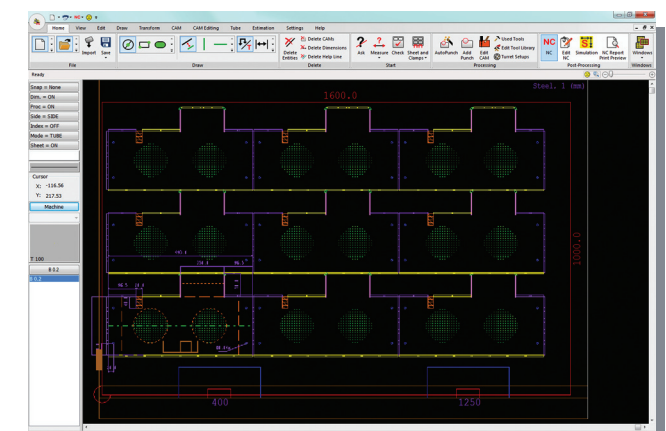 Home View Edit Draw Transform CAM CAM Editing Tube Estimation Settings Help
Import Save
Delete Entities
Delete CAMs
Delete Dimensions
Delete Help Line
Ask Measure Check Sheet and Clamps
AutoPunch Add Punch Edit CAM
Used Tools
Edit Tool Library
Turret Setups
NC Edit NC Simulation NC Report Print Preview Windows
File Draw Delete Start Processing Post-Processing Windows
Ready
Snap = None
Dim. = ON
Proc = ON
Side = SIDE
Index = OFF
Mode = TUBE
Sheet = ON
Cursor
X: -116.56
Y: 217.53
Machine
T 100
Steel, 1 (mm)
1600.0
1000.0
400
1250